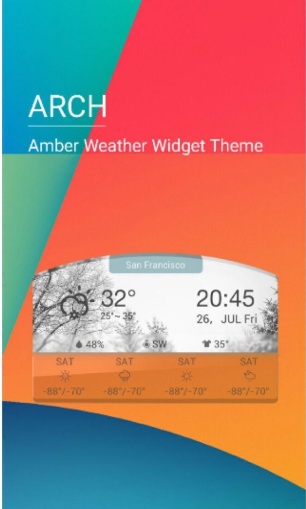 ARCH
Amber Weather Widget Theme
San Francisco
32° 20:45
25°~ 35° 26, JUL Fri
48% SW 35°
SAT SAT SAT SAT
-88°/-70° -88°/-70° -88°/-70° -88°/-70°